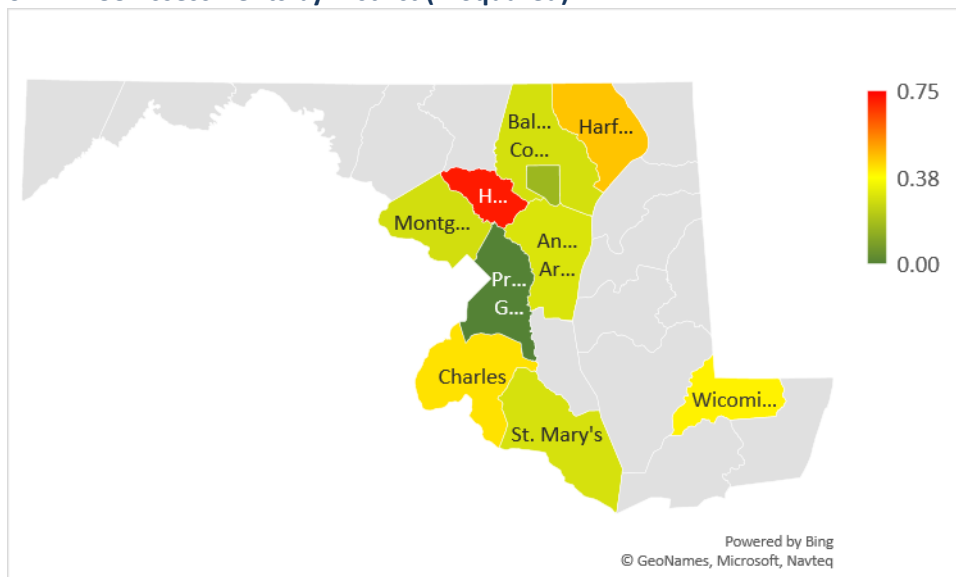 0.75
Harf...
Bal...
Co...
0.38
H...
Montg...
An...
Ar...
0.00
Pr...
G...
Charles
Wicomi...
St. Mary's
Powered by Bing
© GeoNames, Microsoft, Navteq